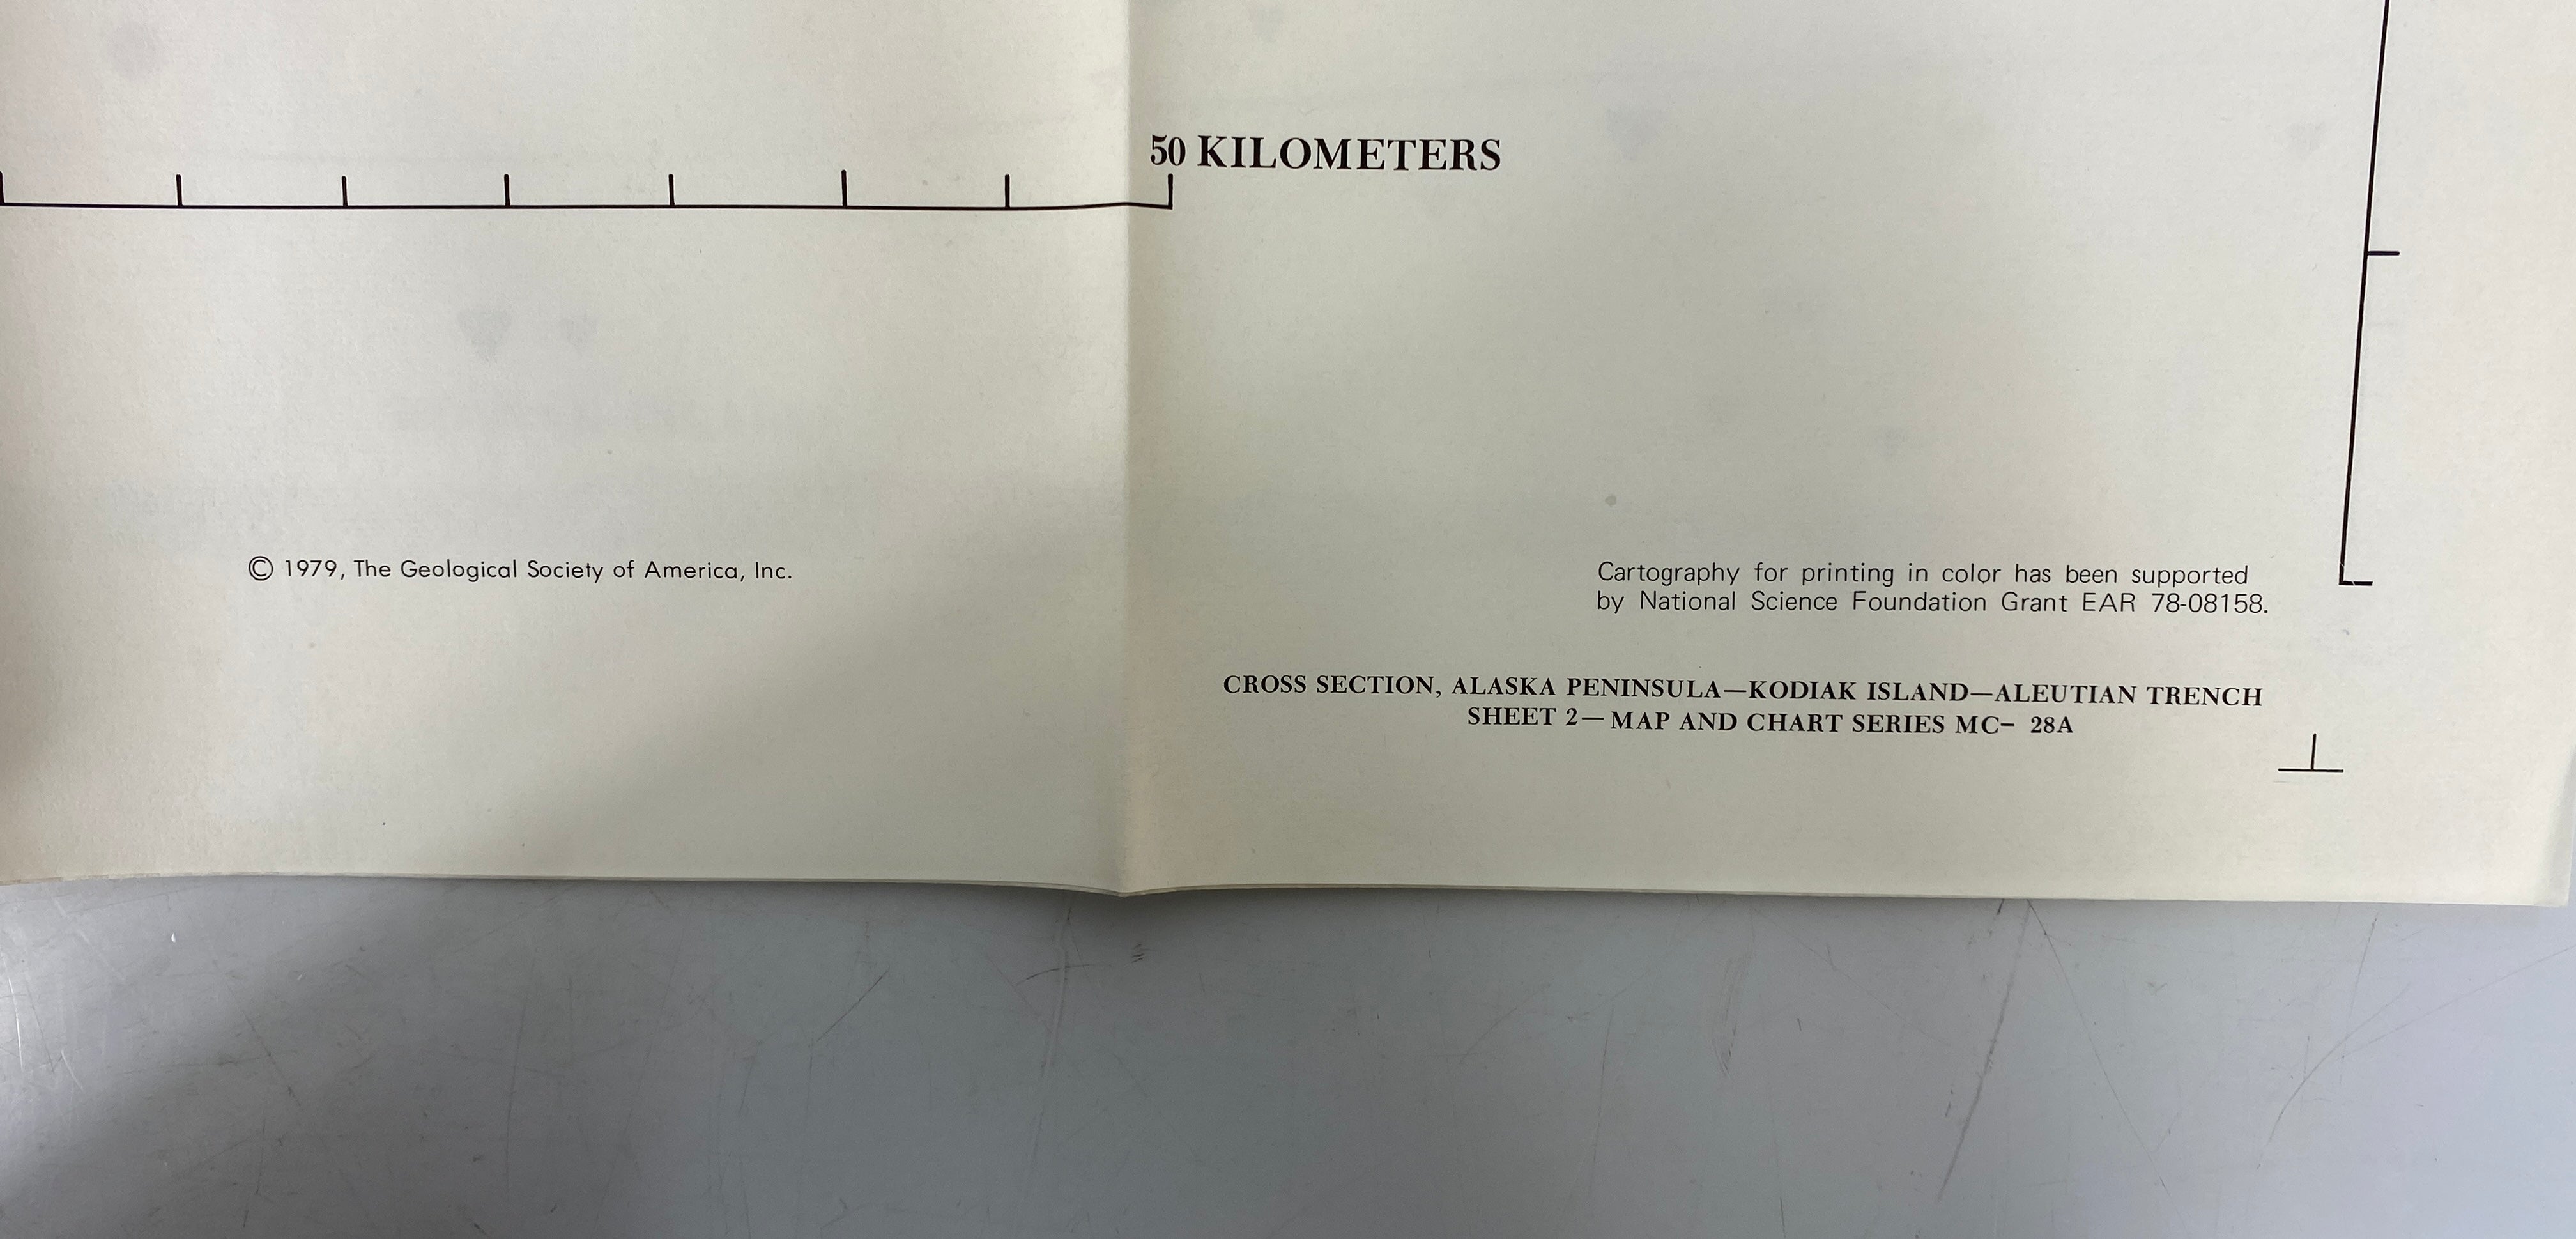 50 KILOMETERS
© 1979, The Geological Society of America, Inc.
Cartography for printing in color has been supported
by National Science Foundation Grant EAR 78-08158.
CROSS SECTION, ALASKA PENINSULA—KODIAK ISLAND—ALEUTIAN TRENCH
SHEET 2—MAP AND CHART SERIES MC- 28A